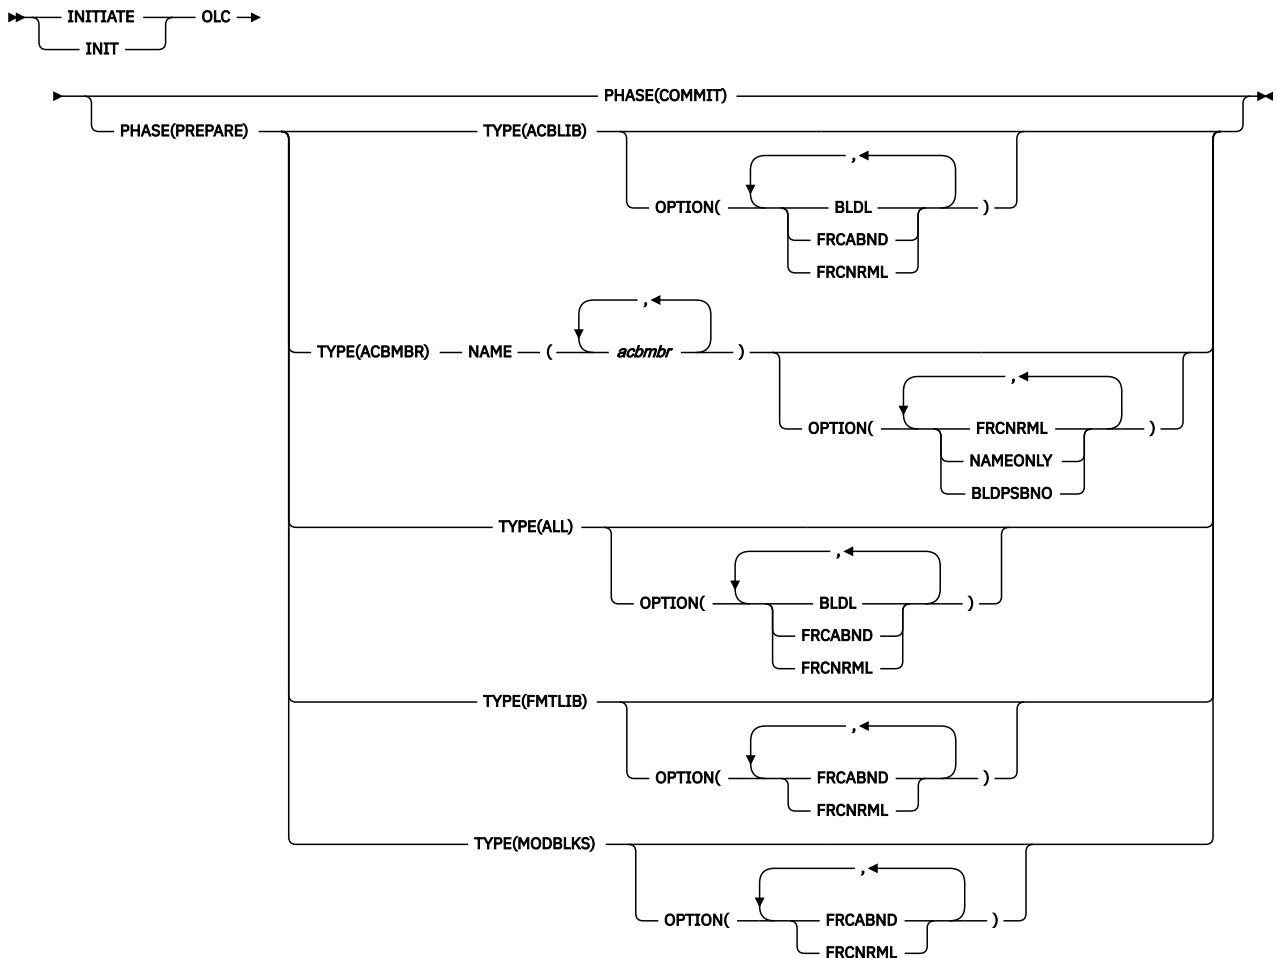 INITIATE OLC
INIT
PHASE(COMMIT)
PHASE(PREPARE) TYPE(ACBLIB)
,
OPTION( BLDL )
FRCABND
FRCNRML
,
TYPE(ACBMBR) NAME ( acbmbr )
,
OPTION( FRCNRML )
NAMEONLY
BLDPSBNO
TYPE(ALL)
,
OPTION( BLDL )
FRCABND
FRCNRML
TYPE(FMTLIB)
,
OPTION( FRCABND )
FRCNRML
TYPE(MODBLKS)
,
OPTION( FRCABND )
FRCNRML